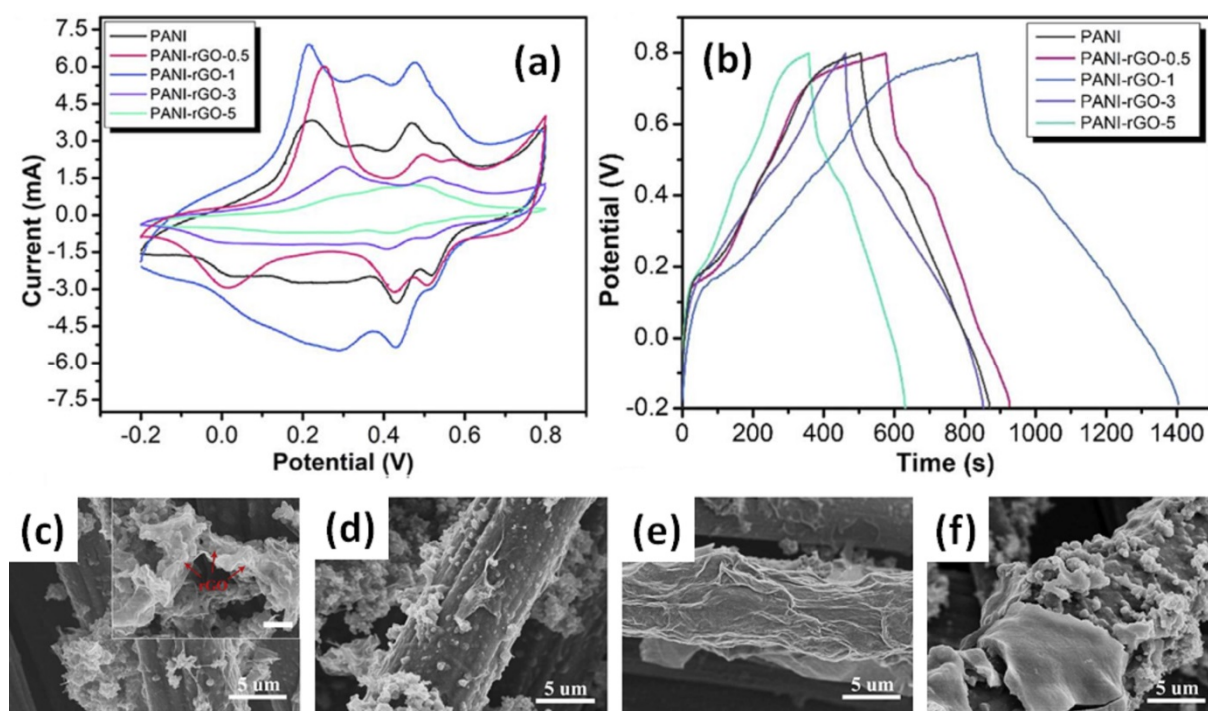 (a)
PANI
PANI-rGO-0.5
PANI-rGO-1
PANI-rGO-3
PANI-rGO-5
7.5
6.0
4.5
3.0
1.5
0.0
-1.5
-3.0
-4.5
-6.0
-7.5
Current (mA)
-0.2 0.0 0.2 0.4 0.6 0.8
Potential (V)
(b)
PANI
PANI-rGO-0.5
PANI-rGO-1
PANI-rGO-3
PANI-rGO-5
0.8
0.6
0.4
0.2
0.0
-0.2
Potential (V)
0 200 400 600 800 1000 1200 1400
Time (s)
(c)
rGO
5 um
(d)
5 um
(e)
5 um
(f)
5 um